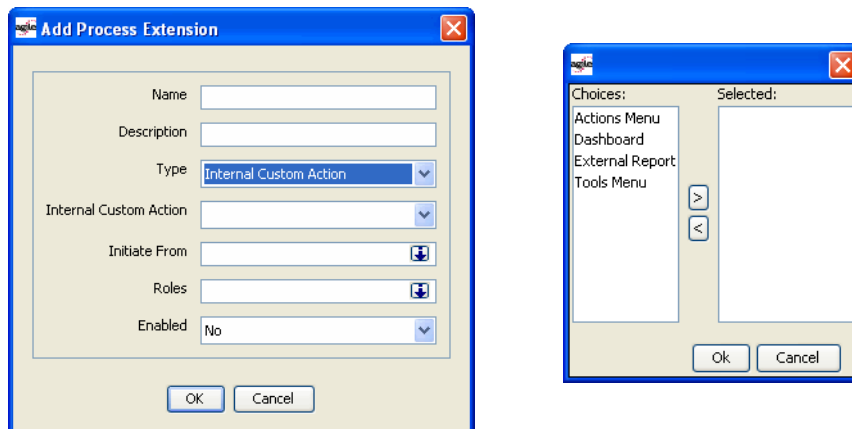 agile Add Process Extension
Name
Description
Type Internal Custom Action
Internal Custom Action
Initiate From
Roles
Enabled No
OK Cancel
agile
Choices: Selected:
Actions Menu
Dashboard
External Report
Tools Menu
>
<
Ok Cancel